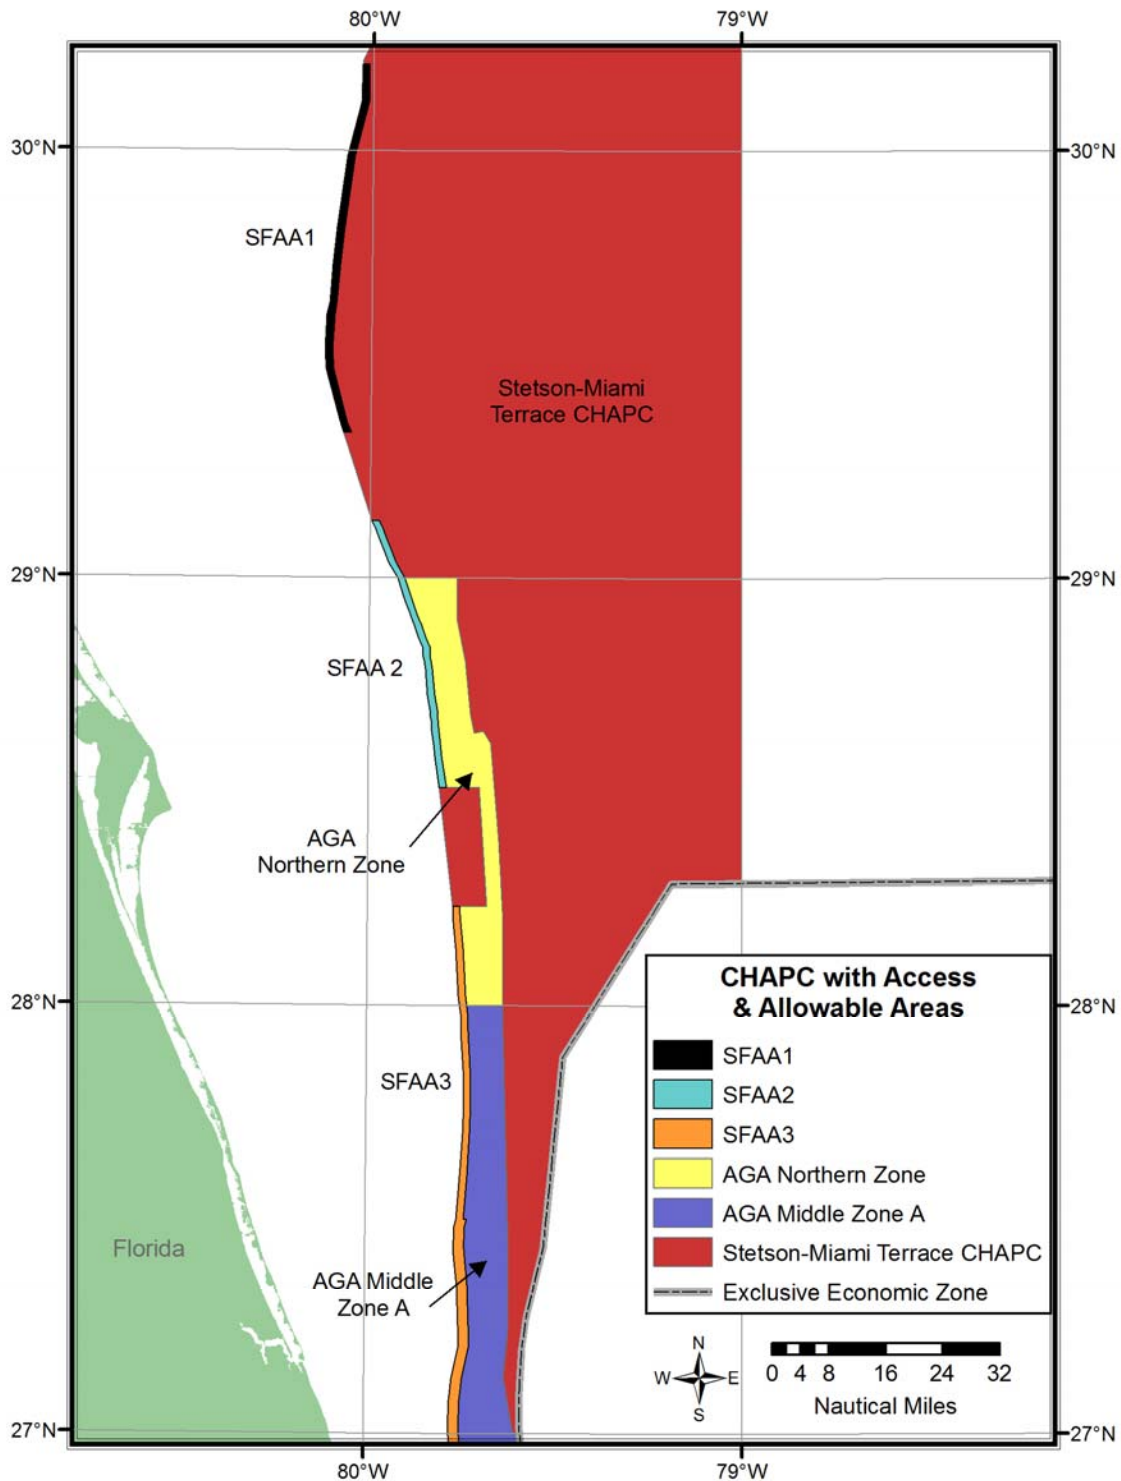 80°W 79°W
30°N 30°N
SFAA1
Stetson-Miami
Terrace CHAPC
29°N 29°N
SFAA 2
AGA
Northern Zone
28°N 28°N
SFAA3
Florida
AGA Middle
Zone A
CHAPC with Access
& Allowable Areas
SFAA1
SFAA2
SFAA3
AGA Northern Zone
AGA Middle Zone A
Stetson-Miami Terrace CHAPC
Exclusive Economic Zone
N
W E
S
0 4 8 16 24 32
Nautical Miles
27°N 27°N
80°W 79°W